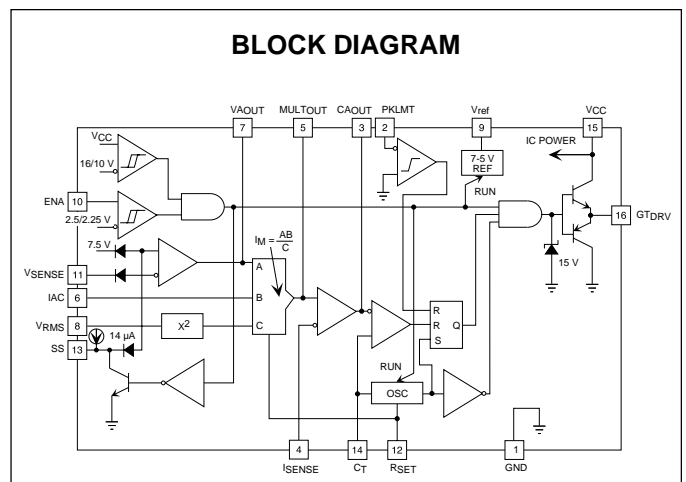 BLOCK DIAGRAM
VAOUT MULTOUT CAOUT PKLMT Vref VCC
7 5 3 2 9 15
VCC
16/10 V
7-5 V
REF
IC POWER
RUN
ENA 10
2.5/2.25 V
16 GTDRV
7.5 V
IM = AB
C
15 V
VSENSE 11
A
IAC 6
B
R
R Q
S
VRMS 8
X2
C
14 µA
SS 13
RUN
OSC
4 14 12 1
ISENSE CT RSET GND